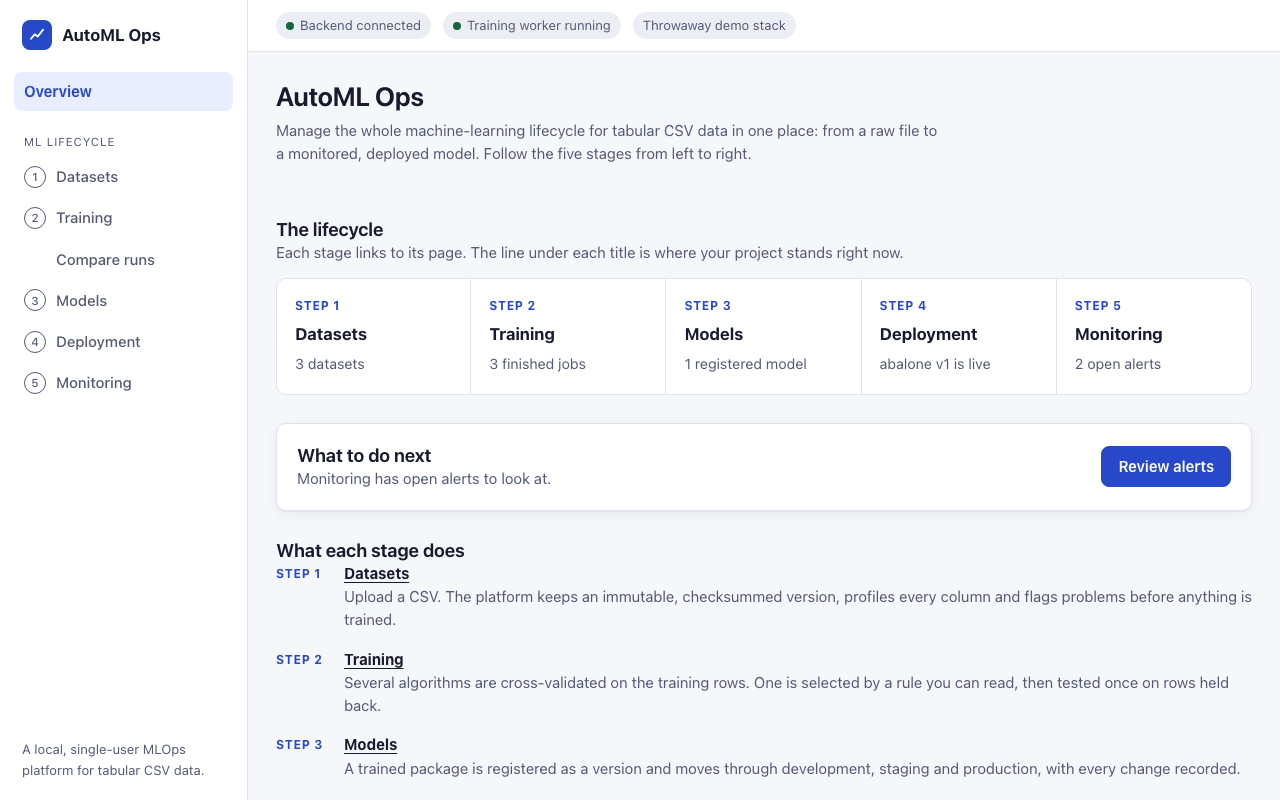 AutoML Ops
Overview
ML LIFECYCLE
1 Datasets
2 Training
Compare runs
3 Models
4 Deployment
5 Monitoring
A local, single-user MLOps
platform for tabular CSV data.
Backend connected
Training worker running
Throwaway demo stack
AutoML Ops
Manage the whole machine-learning lifecycle for tabular CSV data in one place: from a raw file to
a monitored, deployed model. Follow the five stages from left to right.
The lifecycle
Each stage links to its page. The line under each title is where your project stands right now.
STEP 1
Datasets
3 datasets
STEP 2
Training
3 finished jobs
STEP 3
Models
1 registered model
STEP 4
Deployment
abalone v1 is live
STEP 5
Monitoring
2 open alerts
What to do next
Monitoring has open alerts to look at.
Review alerts
What each stage does
STEP 1 Datasets
Upload a CSV. The platform keeps an immutable, checksummed version, profiles every column and flags problems before anything is
trained.
STEP 2 Training
Several algorithms are cross-validated on the training rows. One is selected by a rule you can read, then tested once on rows held
back.
STEP 3 Models
A trained package is registered as a version and moves through development, staging and production, with every change recorded.